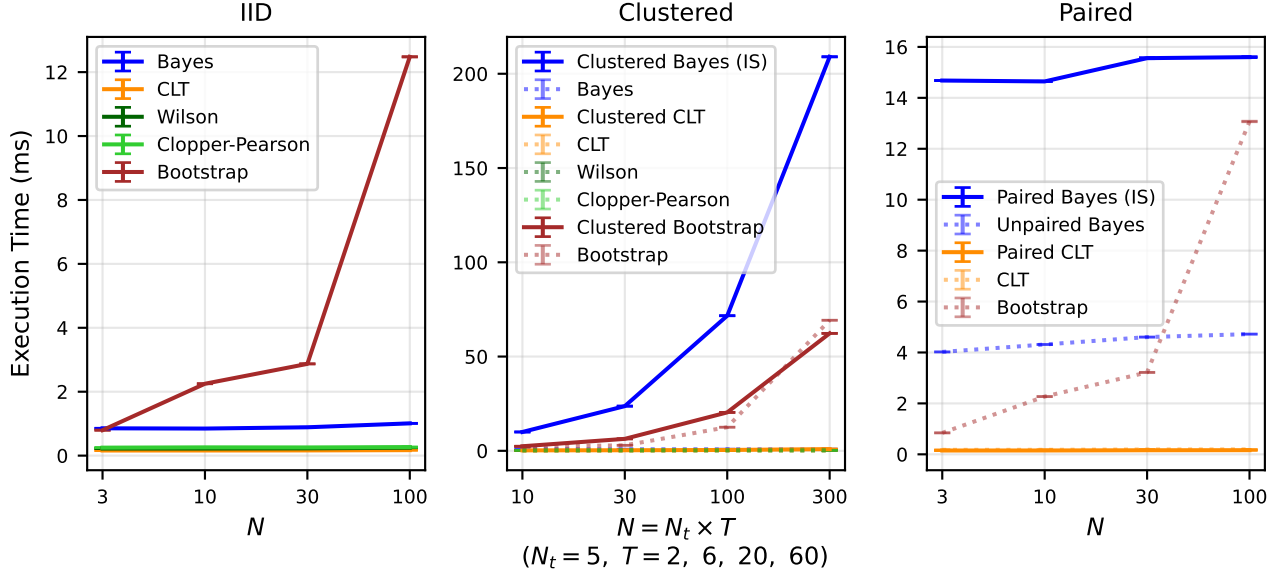 IID
Clustered
Paired
Execution Time (ms)
12
10
8
6
4
2
0
Bayes
CLT
Wilson
Clopper-Pearson
Bootstrap
3
10
30
100
N
200
150
100
50
0
Clustered Bayes (IS)
Bayes
Clustered CLT
CLT
Wilson
Clopper-Pearson
Clustered Bootstrap
Bootstrap
10
30
100
300
N = N_t × T
(N_t = 5, T = 2, 6, 20, 60)
16
14
12
10
8
6
4
2
0
Paired Bayes (IS)
Unpaired Bayes
Paired CLT
CLT
Bootstrap
3
10
30
100
N